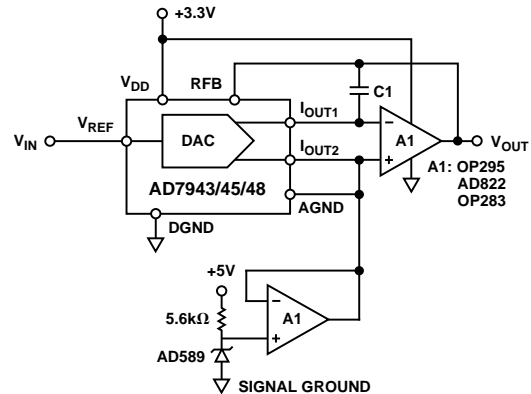 +3.3V
VDD
RFB
C1
VREF
IOUT1
VIN
DAC
A1
VOUT
IOUT2
A1: OP295
AD822
OP283
AD7943/45/48
AGND
DGND
+5V
5.6kΩ
A1
AD589
SIGNAL GROUND
− + − +